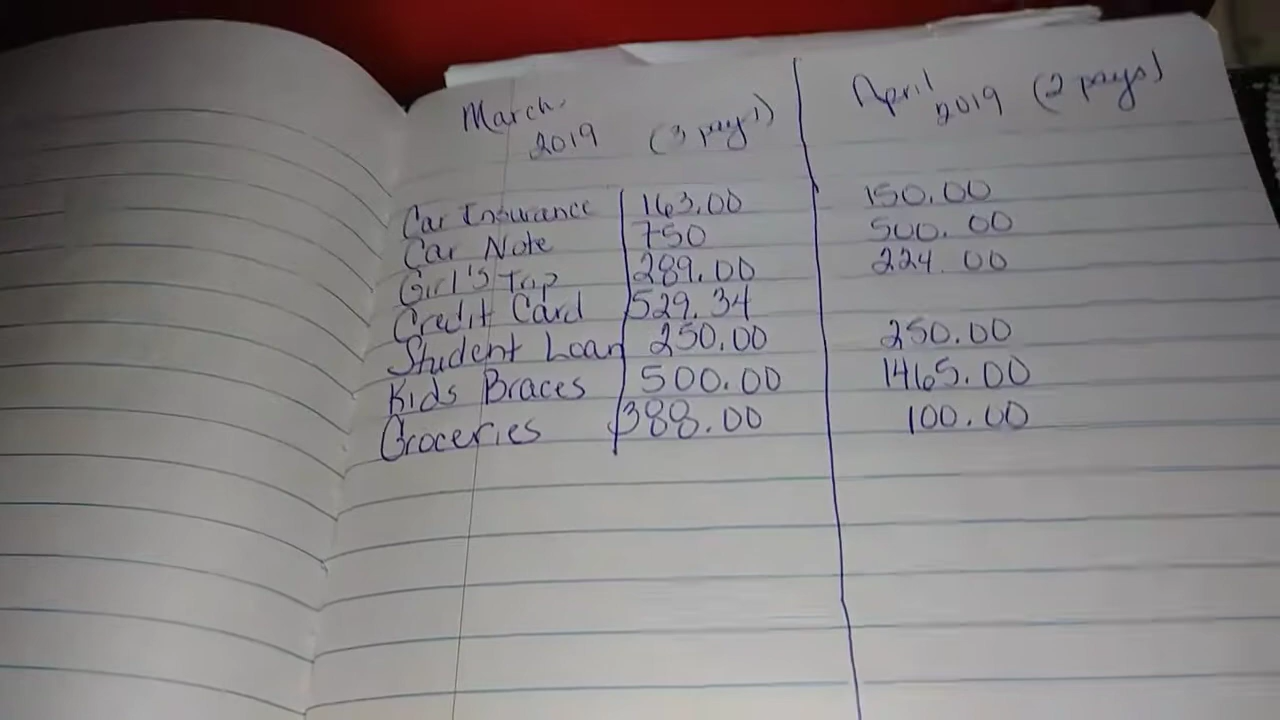 March 2019 (3 pays) April 2019 (2 pays)
Car Insurance 163.00 150.00
Car Note 750 500.00
Girl's Trip 289.00 224.00
Credit Card 529.34
Student Loan 250.00 250.00
Kids Braces 500.00 1465.00
Groceries 388.00 100.00